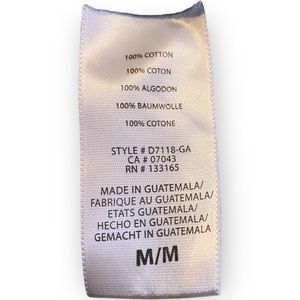 100% COTTON
100% COTON
100% ALGODON
100% BAUMWOLLE
100% COTONE
STYLE # D7118-GA
CA # 07043
RN # 133165
MADE IN GUATEMALA/
FABRIQUE AU GUATEMALA/
ETATS GUATEMALA/
HECHO EN GUATEMALA/
GEMACHT IN GUATEMALA
M/M